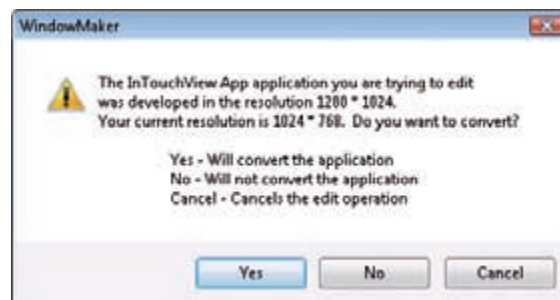 WindowMaker
The InTouchView App application you are trying to edit
was developed in the resolution 1280 * 1024.
Your current resolution is 1024 * 768. Do you want to convert?
Yes - Will convert the application
No - Will not convert the application
Cancel - Cancels the edit operation
Yes
No
Cancel